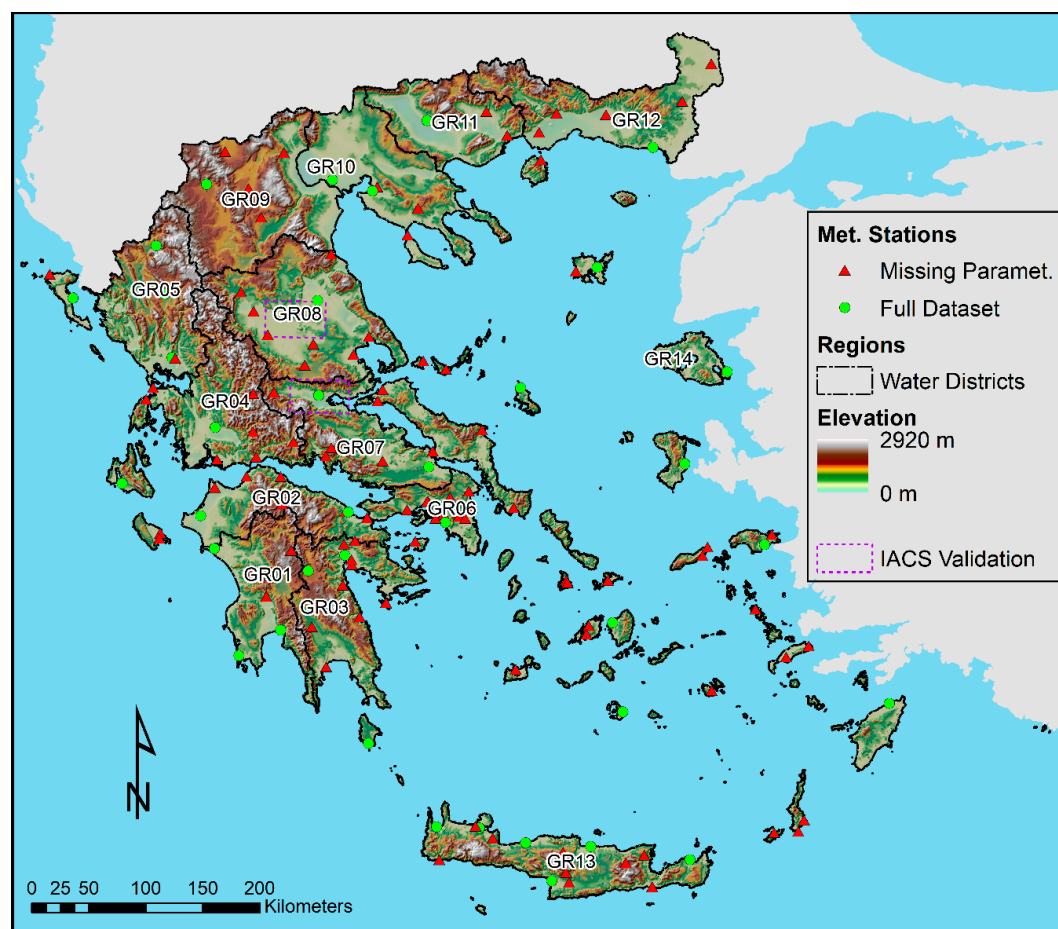 GR11
GR12
GR10
GR09
GR05
GR08
GR14
GR04
GR07
GR02
GR06
GR01
GR03
GR13
Met. Stations
Missing Paramet.
Full Dataset
Regions
Water Districts
Elevation
2920 m
0 m
IACS Validation
N
0 25 50 100 150 200
Kilometers